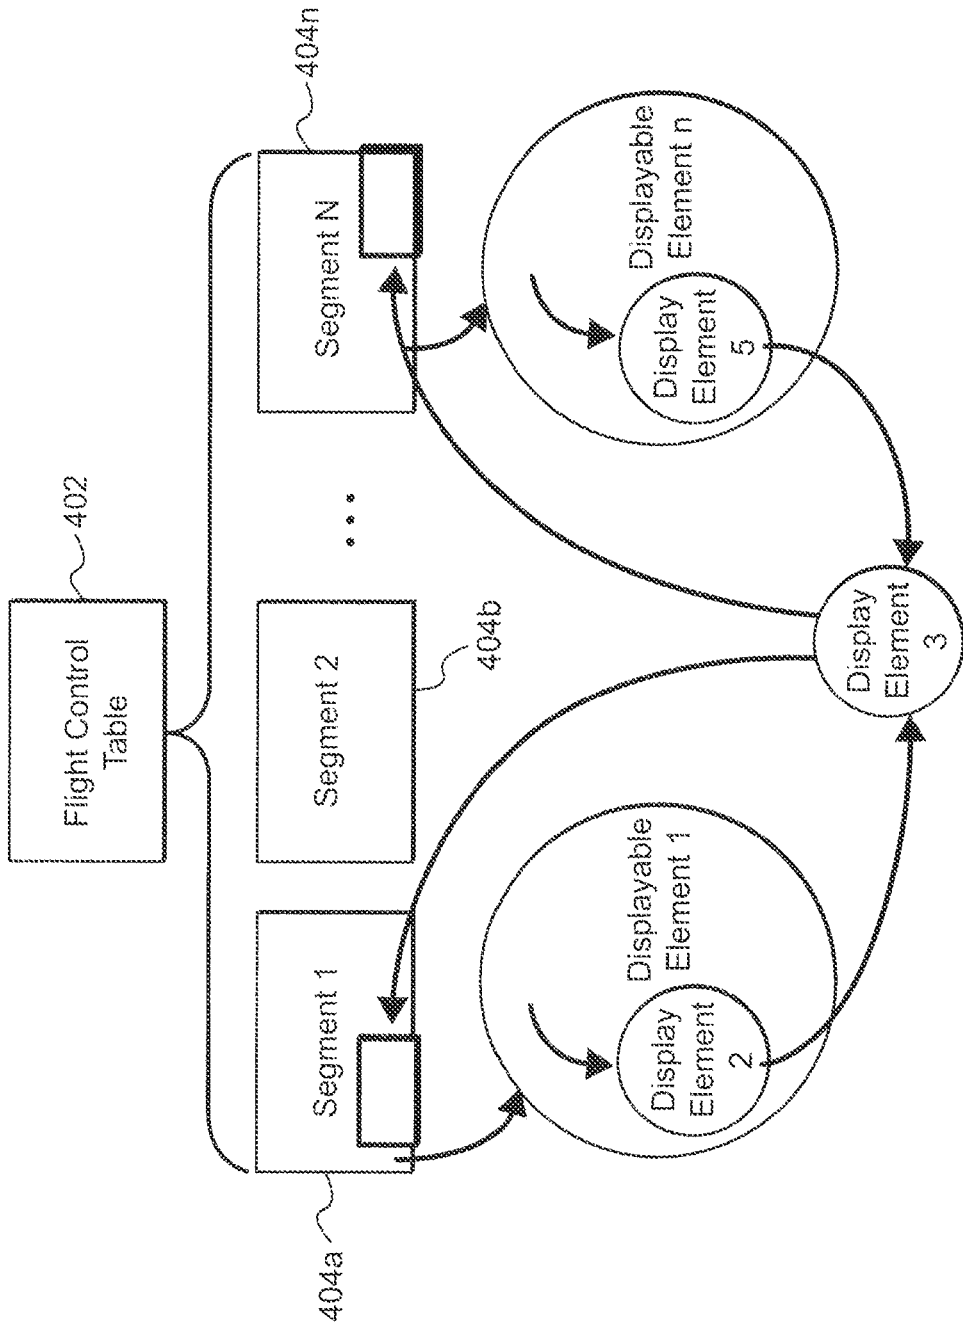 Flight Control
Table
402
404a
Segment 1
Segment 2
404b
...
Segment N
404n
Displayable
Element 1
Display
Element
2
Displayable
Element n
Display
Element
5
Display
Element
3